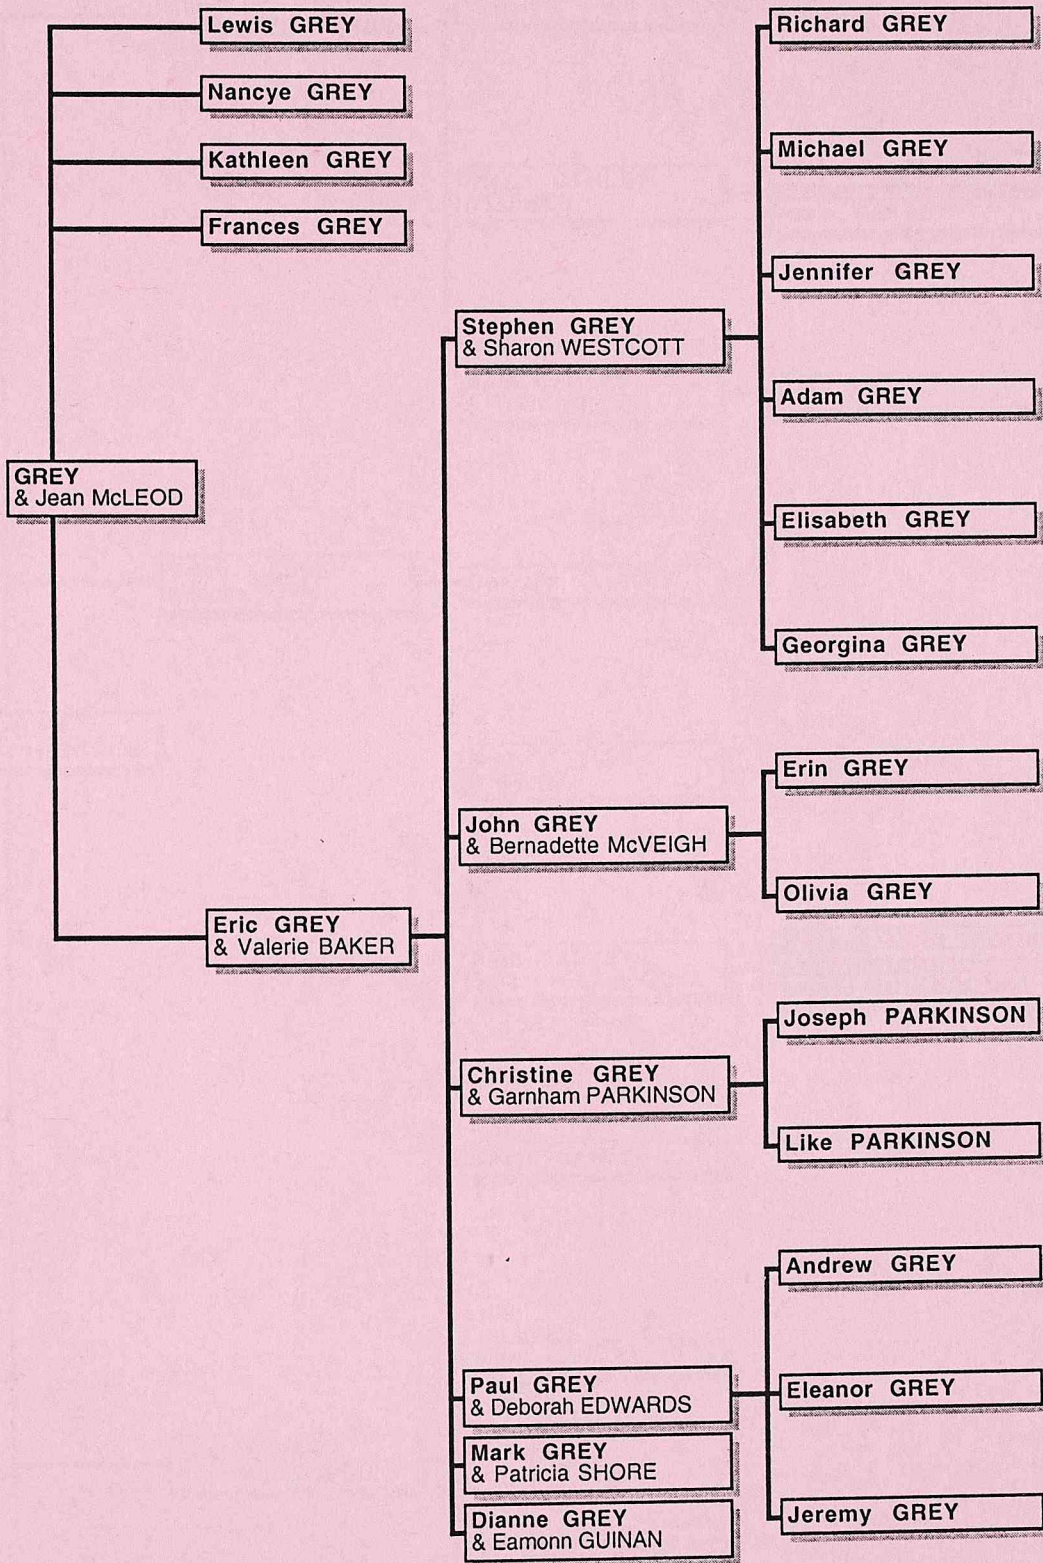 Lewis GREY
Nancye GREY
Kathleen GREY
Frances GREY
GREY
& Jean McLEOD
Eric GREY
& Valerie BAKER
Stephen GREY
& Sharon WESTCOTT
John GREY
& Bernadette McVEIGH
Christine GREY
& Garnham PARKINSON
Paul GREY
& Deborah EDWARDS
Mark GREY
& Patricia SHORE
Dianne GREY
& Eamonn GUINAN
Richard GREY
Michael GREY
Jennifer GREY
Adam GREY
Elisabeth GREY
Georgina GREY
Erin GREY
Olivia GREY
Joseph PARKINSON
Like PARKINSON
Andrew GREY
Eleanor GREY
Jeremy GREY